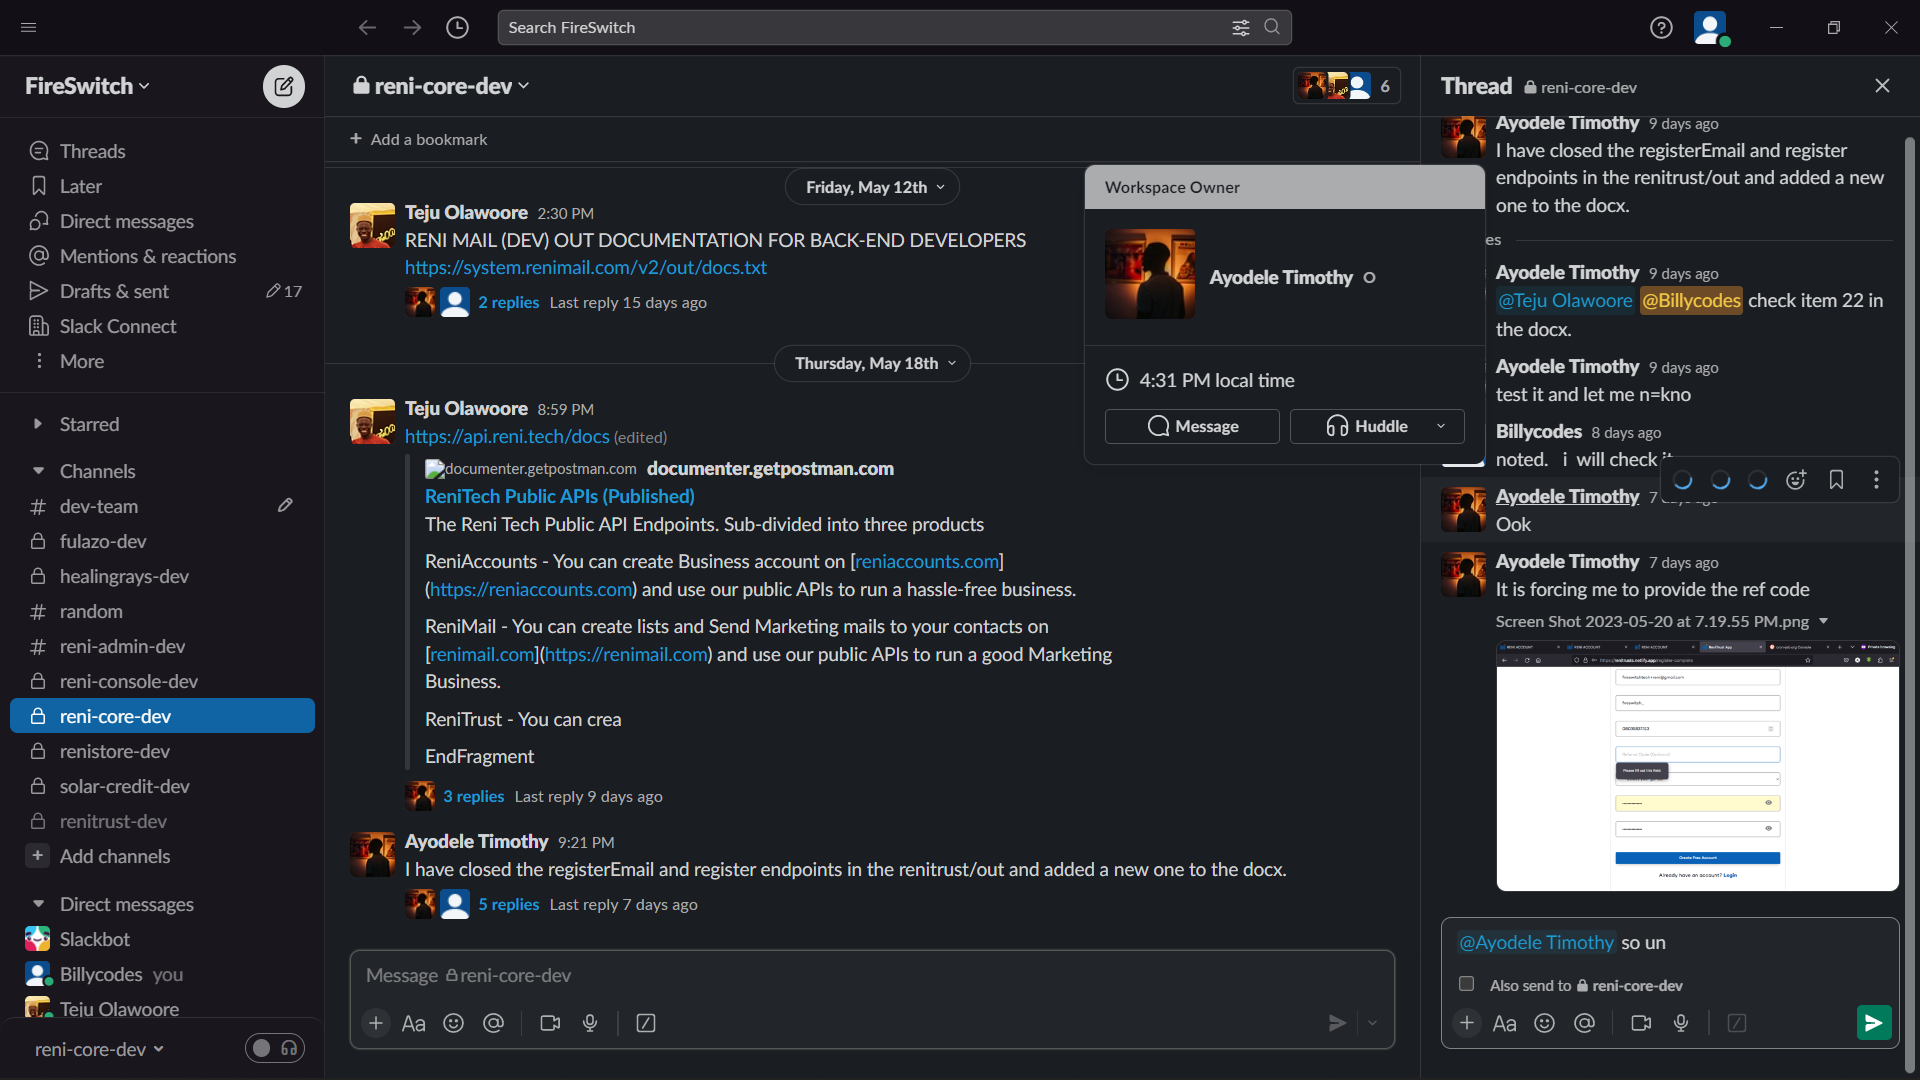 Search FireSwitch
FireSwitch
Threads
Later
Direct messages
Mentions & reactions
Drafts & sent
17
Slack Connect
More
Starred
Channels
dev-team
fulazo-dev
healingrays-dev
random
reni-admin-dev
reni-console-dev
reni-core-dev
renistore-dev
solar-credit-dev
renitrust-dev
Add channels
Direct messages
Slackbot
Billycodes you
Teju Olawoore
reni-core-dev
reni-core-dev
6
Add a bookmark
Friday, May 12th
Teju Olawoore 2:30 PM
RENI MAIL (DEV) OUT DOCUMENTATION FOR BACK-END DEVELOPERS
https://system.renimail.com/v2/out/docs.txt
2 replies Last reply 15 days ago
Thursday, May 18th
Teju Olawoore 8:59 PM
https://api.reni.tech/docs (edited)
documenter.getpostman.com documenter.getpostman.com
ReniTech Public APIs (Published)
The Reni Tech Public API Endpoints. Sub-divided into three products
ReniAccounts - You can create Business account on [reniaccounts.com]
(https://reniaccounts.com) and use our public APIs to run a hassle-free business.
ReniMail - You can create lists and Send Marketing mails to your contacts on
[renimail.com](https://renimail.com) and use our public APIs to run a good Marketing
Business.
ReniTrust - You can crea
EndFragment
3 replies Last reply 9 days ago
Ayodele Timothy 9:21 PM
I have closed the registerEmail and register endpoints in the renitrust/out and added a new one to the docx.
5 replies Last reply 7 days ago
Message reni-core-dev
Aa
Workspace Owner
Ayodele Timothy
4:31 PM local time
Message
Huddle
Thread reni-core-dev
Ayodele Timothy 9 days ago
I have closed the registerEmail and register
endpoints in the renitrust/out and added a new
one to the docx.
es
Ayodele Timothy 9 days ago
@Teju Olawoore @Billycodes check item 22 in
the docx.
Ayodele Timothy 9 days ago
test it and let me n=kno
Billycodes 8 days ago
noted. i will check it
Ayodele Timothy 7
Ook
Ayodele Timothy 7 days ago
It is forcing me to provide the ref code
Screen Shot 2023-05-20 at 7.19.55 PM.png
Please fill out this field.
Create Free Account
Already have an account? Login
@Ayodele Timothy so un
Also send to reni-core-dev
Aa